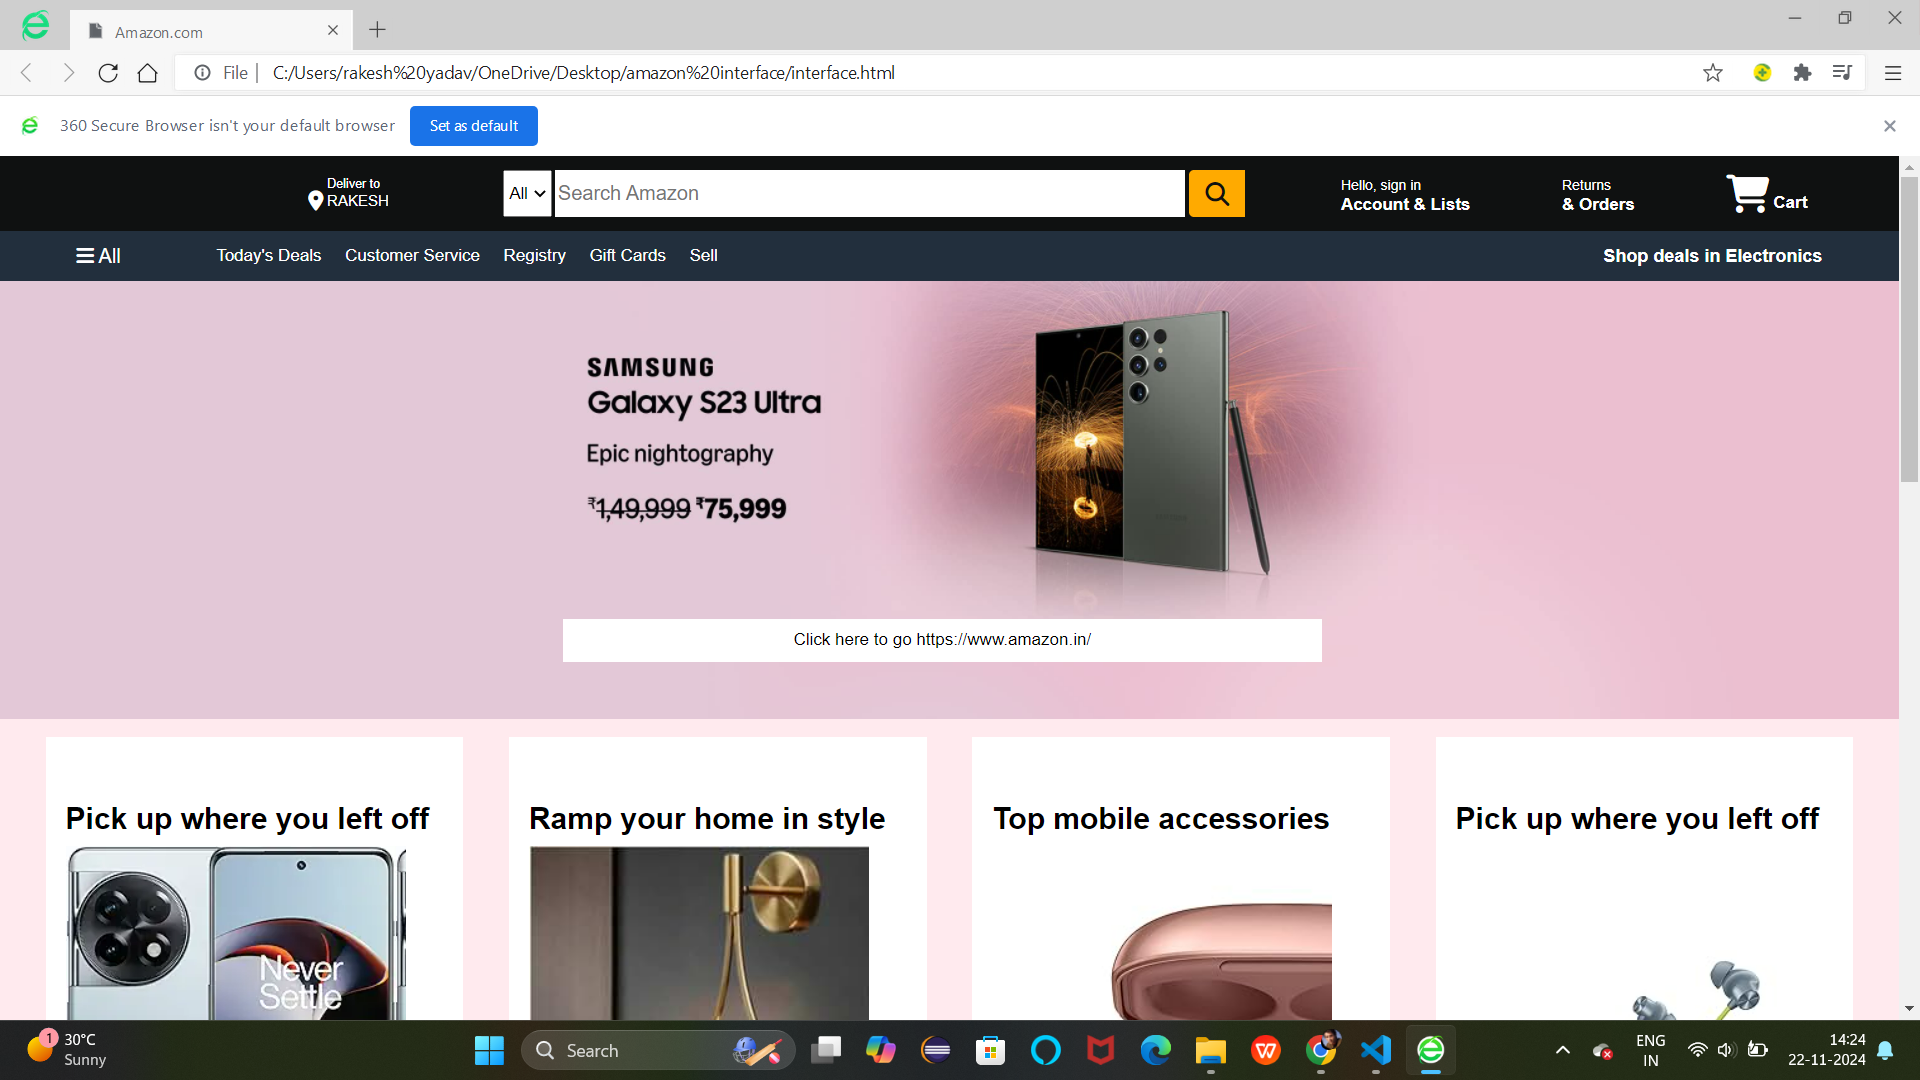 Amazon.com
File
C:/Users/rakesh%20yadav/OneDrive/Desktop/amazon%20interface/interface.html
360 Secure Browser isn't your default browser
Set as default
Deliver to
RAKESH
All
Search Amazon
Hello, sign in
Account & Lists
Returns
& Orders
Cart
All
Today's Deals
Customer Service
Registry
Gift Cards
Sell
Shop deals in Electronics
SAMSUNG
Galaxy S23 Ultra
Epic nightography
₹1,49,999 ₹75,999
Click here to go https://www.amazon.in/
Pick up where you left off
Ramp your home in style
Top mobile accessories
Pick up where you left off
Never
Settle
1
30°C
Sunny
Search
ENG
IN
14:24
22-11-2024